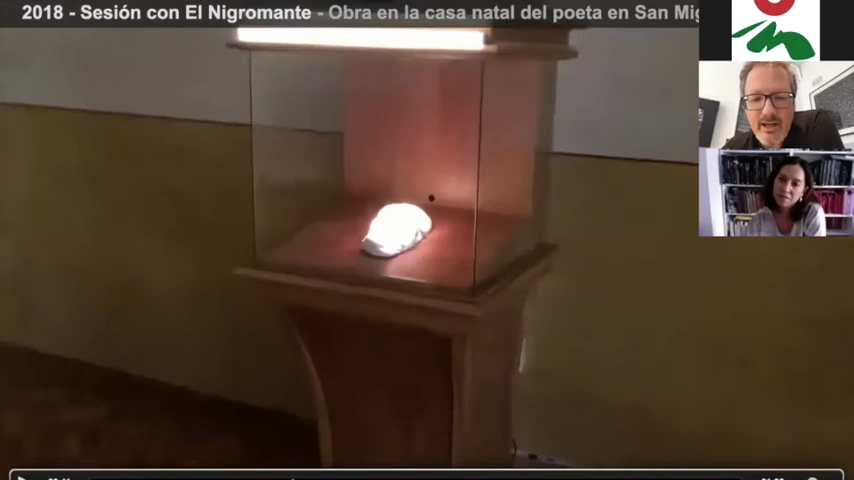 2018 - Sesión con El Nigromante - Obra en la casa natal del poeta en San Mig